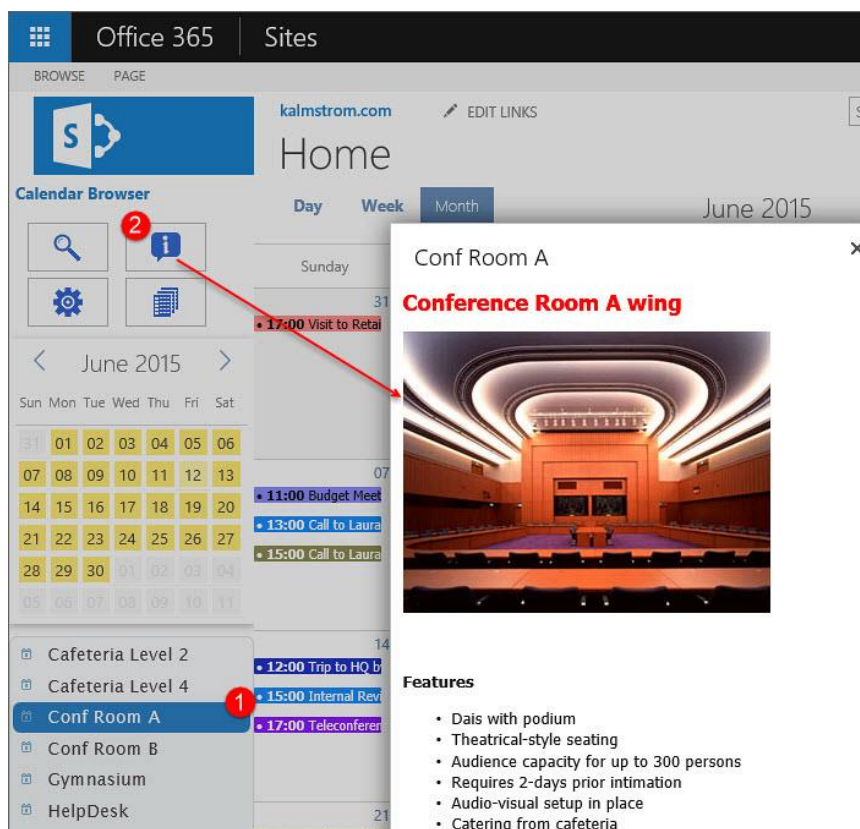 Office 365 Sites
BROWSE PAGE
S
kalmstrom.com EDIT LINKS
Home
Calendar Browser
Day Week Month June 2015
2
i
Sunday
31
17:00 Visit to Retai
June 2015
Sun Mon Tue Wed Thu Fri Sat
31 01 02 03 04 05 06
07 08 09 10 11 12 13
14 15 16 17 18 19 20
21 22 23 24 25 26 27
28 29 30 01 02 03 04
05 06 07 08 09 10 11
07
11:00 Budget Meet
13:00 Call to Laura
15:00 Call to Laura
14
12:00 Trip to HQ b
15:00 Internal Revi
17:00 Teleconferen
21
Cafeteria Level 2
Cafeteria Level 4
1
Conf Room A
Conf Room B
Gymnasium
HelpDesk
Conf Room A
Conference Room A wing
Features
• Dais with podium
• Theatrical-style seating
• Audience capacity for up to 300 persons
• Requires 2-days prior intimation
• Audio-visual setup in place
• Catering from cafeteria